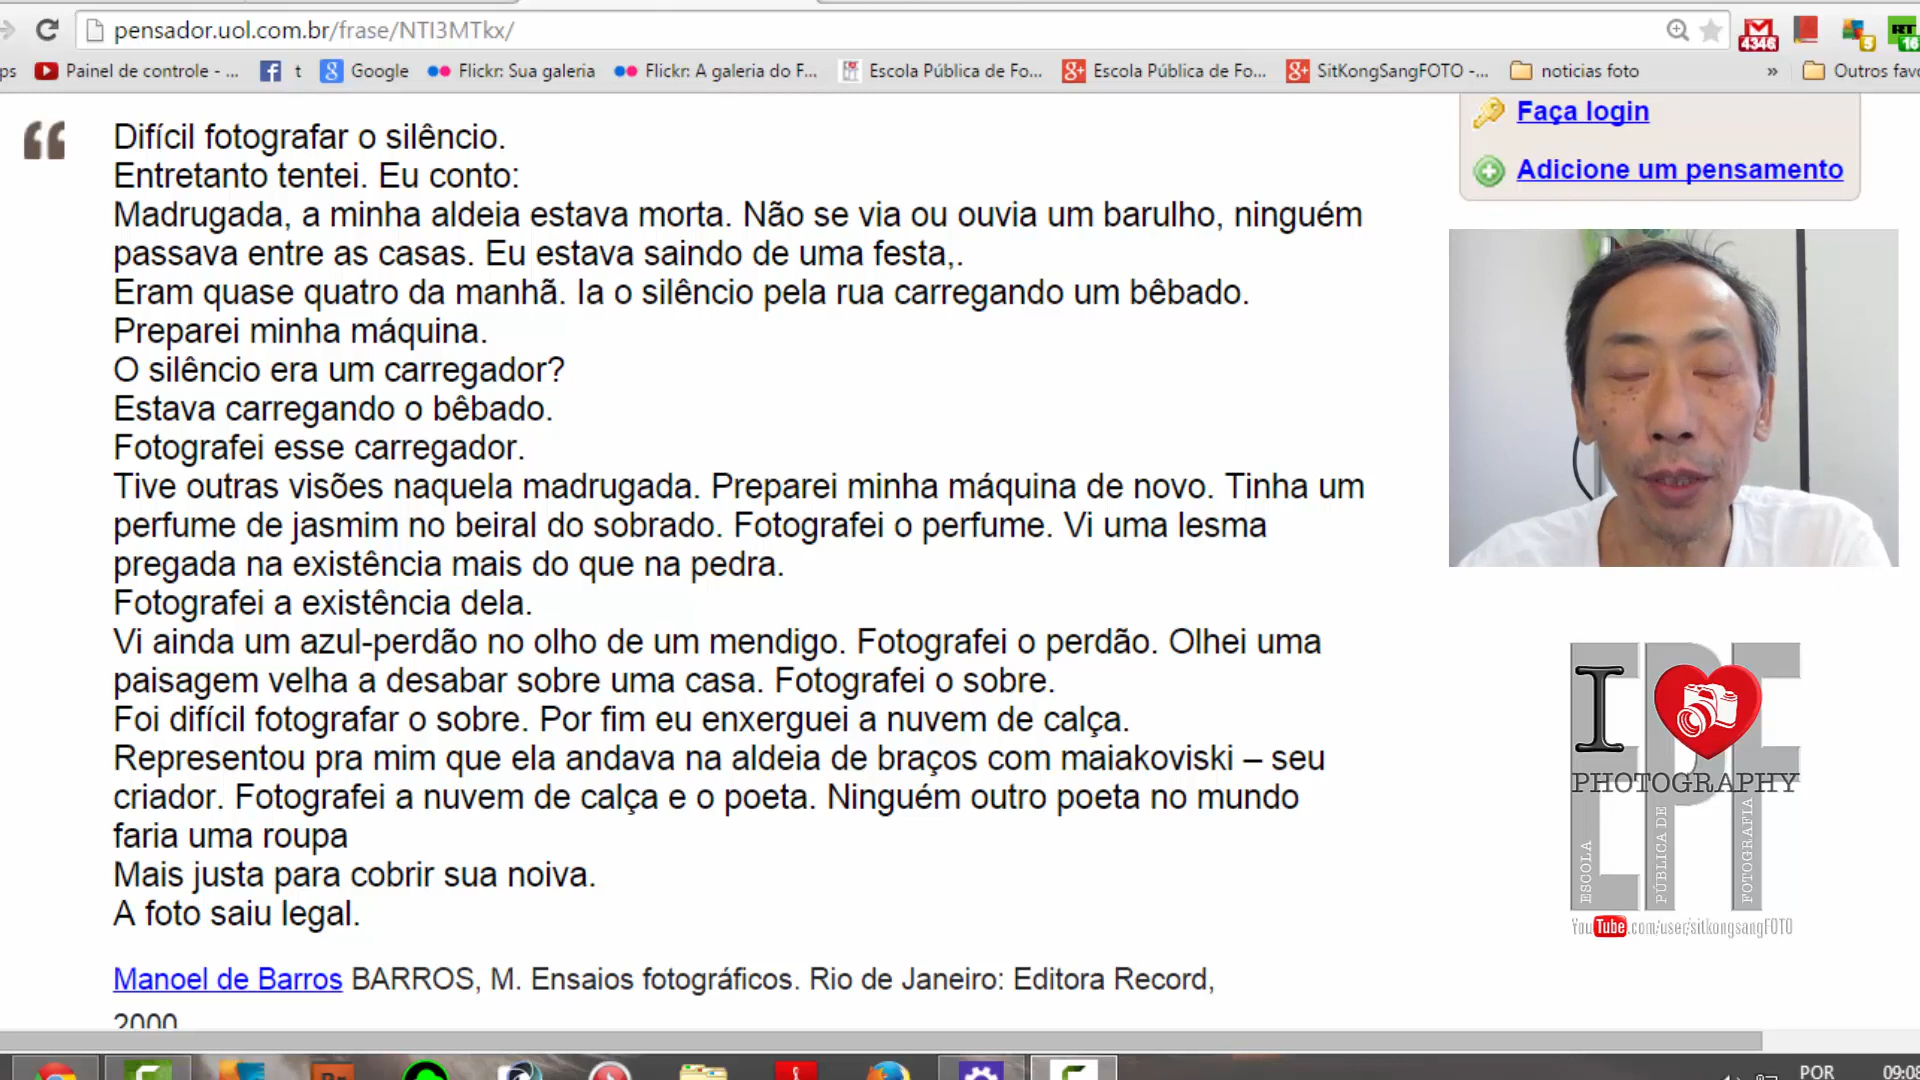 pensador.uol.com.br/frase/NTI3MTkx/
4346
5
RT
16
ps
Painel de controle - ...
t
Google
Flickr: Sua galeria
Flickr: A galeria do F...
Escola Pública de Fo...
Escola Pública de Fo...
SitKongSangFOTO -...
noticias foto
»
Outros favo
Faça login
Adicione um pensamento
Difícil fotografar o silêncio.
Entretanto tentei. Eu conto:
Madrugada, a minha aldeia estava morta. Não se via ou ouvia um barulho, ninguém
passava entre as casas. Eu estava saindo de uma festa,.
Eram quase quatro da manhã. Ia o silêncio pela rua carregando um bêbado.
Preparei minha máquina.
O silêncio era um carregador?
Estava carregando o bêbado.
Fotografei esse carregador.
Tive outras visões naquela madrugada. Preparei minha máquina de novo. Tinha um
perfume de jasmim no beiral do sobrado. Fotografei o perfume. Vi uma lesma
pregada na existência mais do que na pedra.
Fotografei a existência dela.
Vi ainda um azul-perdão no olho de um mendigo. Fotografei o perdão. Olhei uma
paisagem velha a desabar sobre uma casa. Fotografei o sobre.
Foi difícil fotografar o sobre. Por fim eu enxerguei a nuvem de calça.
Representou pra mim que ela andava na aldeia de braços com maiakoviski – seu
criador. Fotografei a nuvem de calça e o poeta. Ninguém outro poeta no mundo
faria uma roupa
Mais justa para cobrir sua noiva.
A foto saiu legal.
Manoel de Barros BARROS, M. Ensaios fotográficos. Rio de Janeiro: Editora Record,
2000
I
PHOTOGRAPHY
ESCOLA
PÚBLICA DE
FOTOGRAFIA
YouTube.com/user/sitkongsangFOTO
Br
POR
09:08